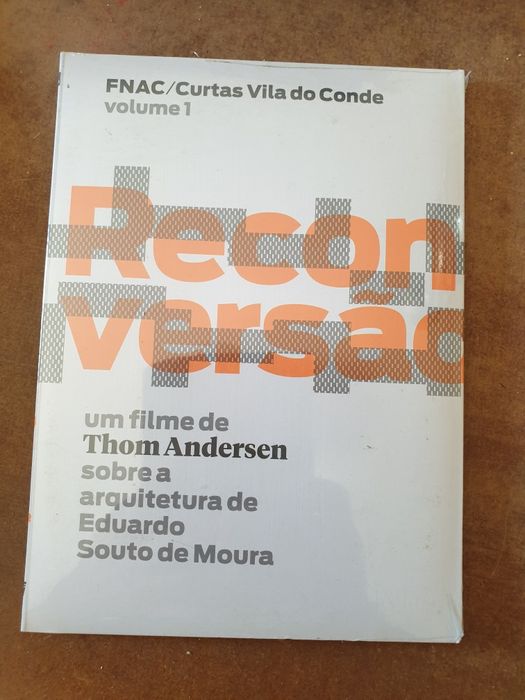 FNAC/Curtas Vila do Conde
volume 1
Recon
versão
um filme de
Thom Andersen
sobre a
arquitetura de
Eduardo
Souto de Moura